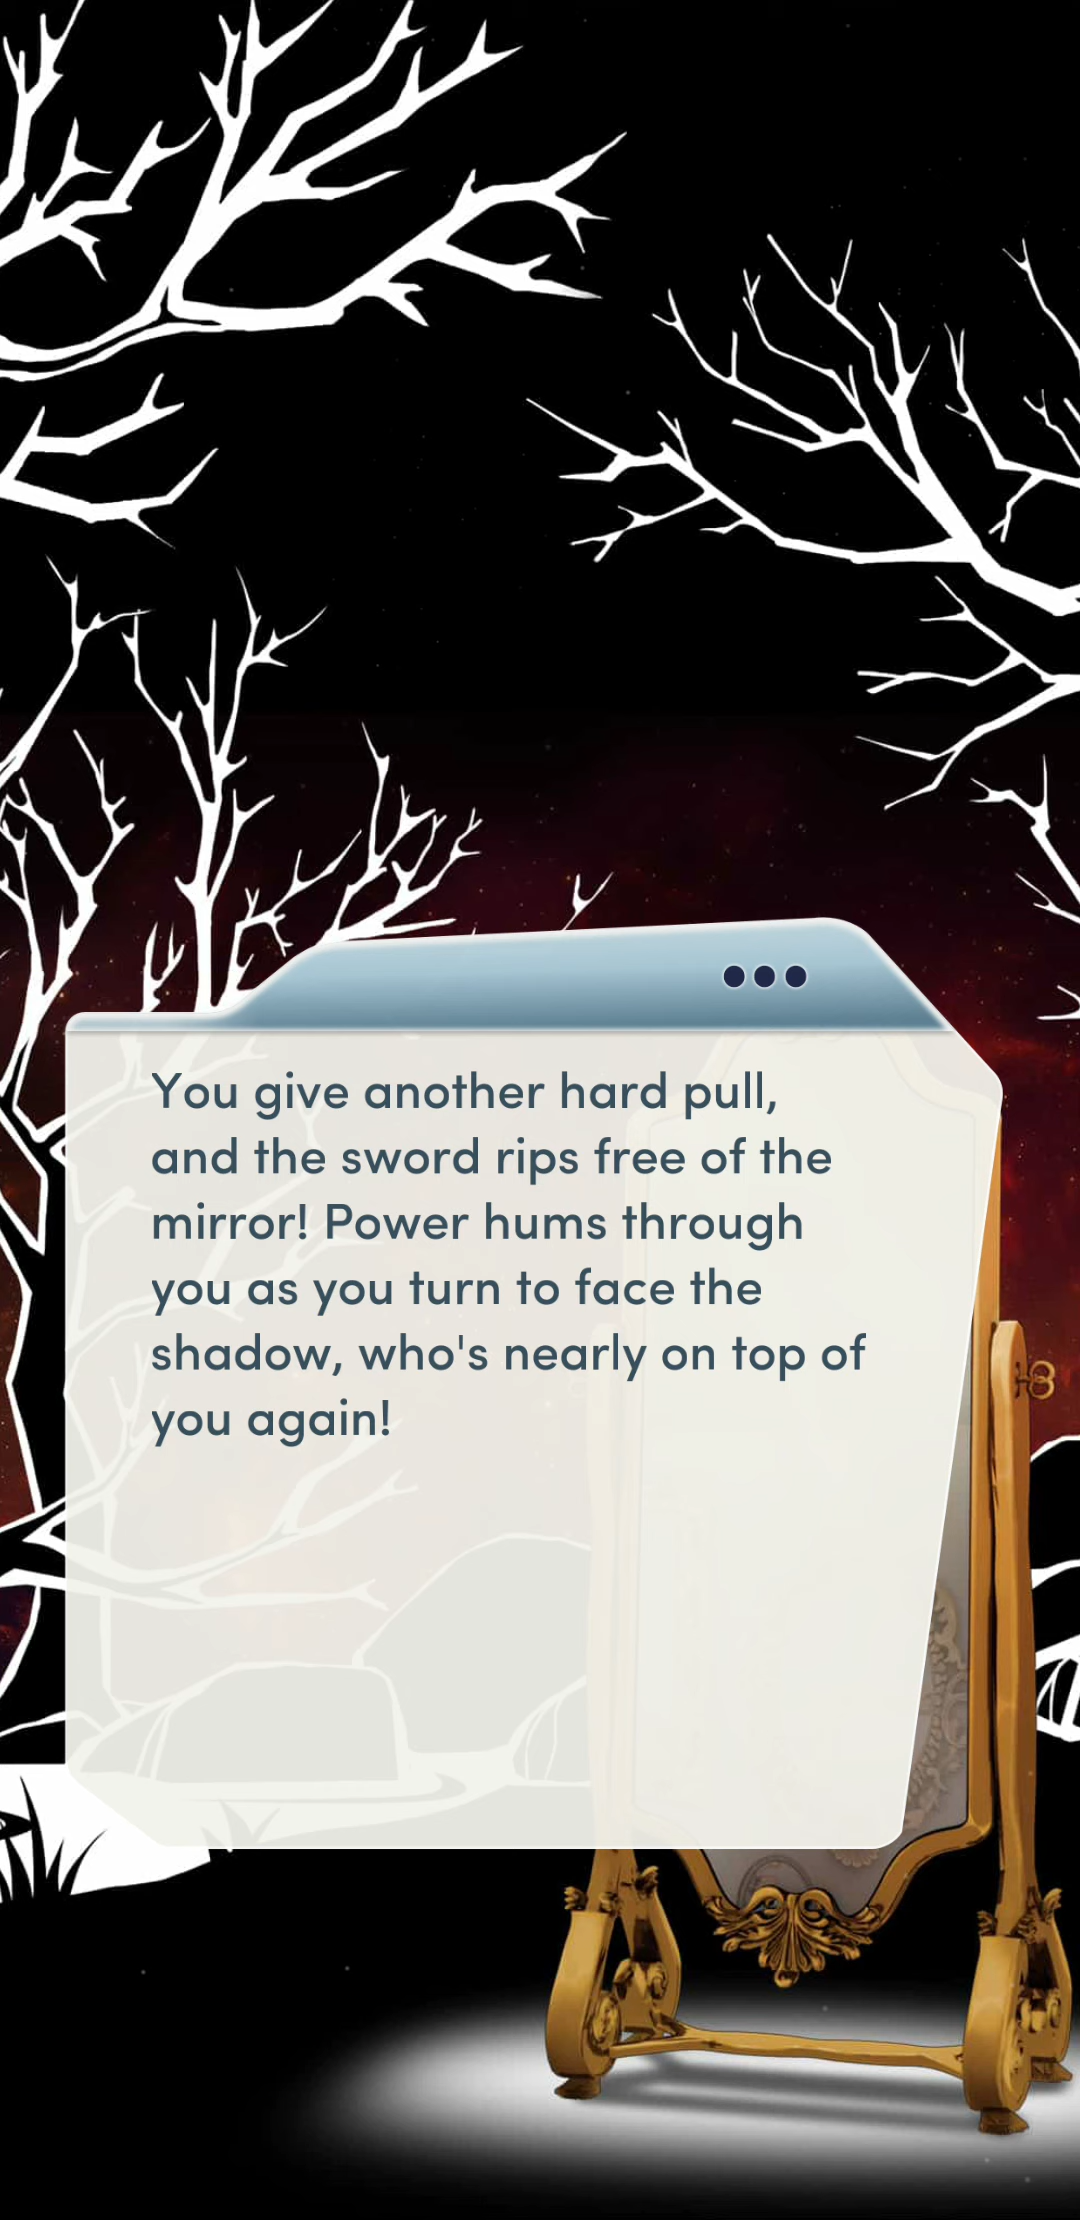 You give another hard pull,
and the sword rips free of the
mirror! Power hums through
you as you turn to face the
shadow, who's nearly on top of
you again!